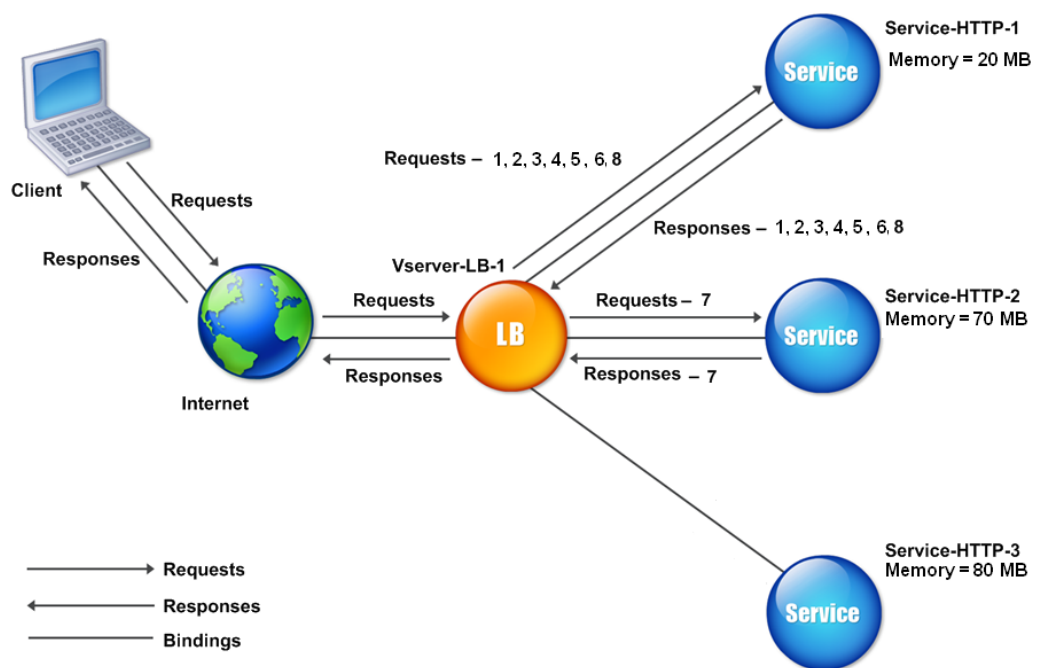 Service-HTTP-1
Memory = 20 MB
Service
Requests – 1, 2, 3, 4, 5, 6, 8
Client
Requests
Responses
Responses – 1, 2, 3, 4, 5, 6, 8
Vserver-LB-1
Service-HTTP-2
Memory = 70 MB
Requests
Requests – 7
LB
Service
Responses
Responses – 7
Internet
Service-HTTP-3
Memory = 80 MB
Service
Requests
Responses
Bindings